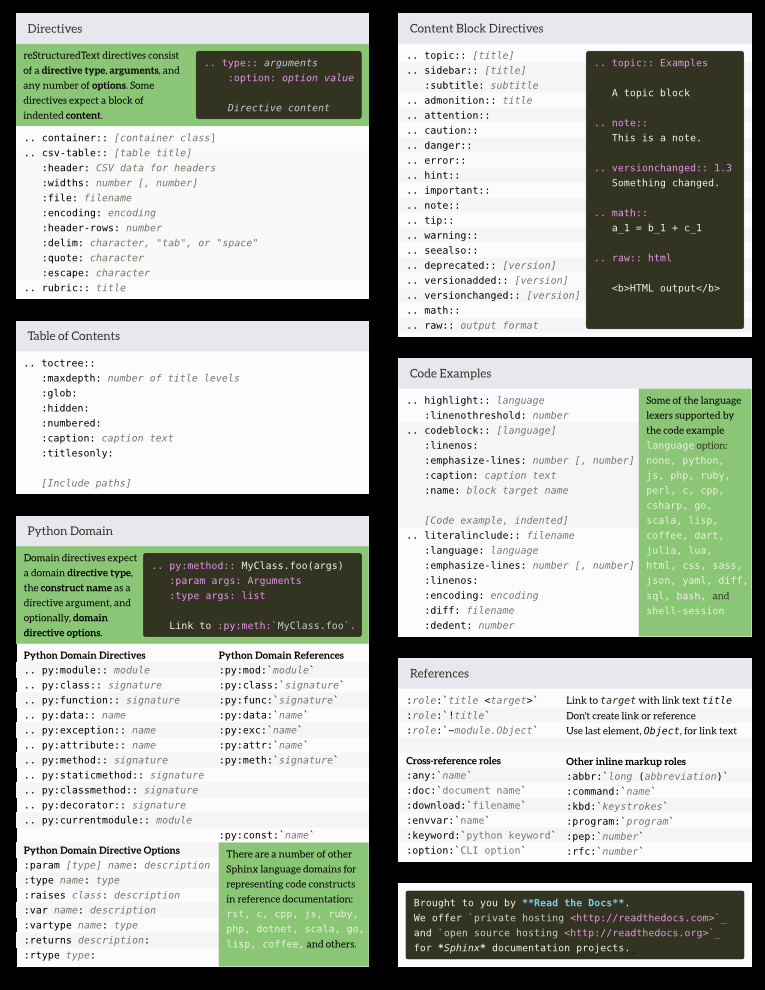 Directives
reStructuredText directives consist
of a directive type, arguments, and
any number of options. Some
directives expect a block of
indented content.
.. type:: arguments
   :option: option value

   Directive content
.. container:: [container class]
.. csv-table:: [table title]
   :header: CSV data for headers
   :widths: number [, number]
   :file: filename
   :encoding: encoding
   :header-rows: number
   :delim: character, "tab", or "space"
   :quote: character
   :escape: character
.. rubric:: title
Table of Contents
.. toctree::
   :maxdepth: number of title levels
   :glob:
   :hidden:
   :numbered:
   :caption: caption text
   :titlesonly:

   [Include paths]
Python Domain
Domain directives expect
a domain directive type,
the construct name as a
directive argument, and
optionally, domain
directive options.
.. py:method:: MyClass.foo(args)
   :param args: Arguments
   :type args: list

   Link to :py:meth:`MyClass.foo`.
Python Domain Directives
.. py:module:: module
.. py:class:: signature
.. py:function:: signature
.. py:data:: name
.. py:exception:: name
.. py:attribute:: name
.. py:method:: signature
.. py:staticmethod:: signature
.. py:classmethod:: signature
.. py:decorator:: signature
.. py:currentmodule:: module
Python Domain References
:py:mod:`module`
:py:class:`signature`
:py:func:`signature`
:py:data:`name`
:py:exc:`name`
:py:attr:`name`
:py:meth:`signature`
:py:const:`name`
Python Domain Directive Options
:param [type] name: description
:type name: type
:raises class: description
:var name: description
:vartype name: type
:returns description:
:rtype type:
There are a number of other
Sphinx language domains for
representing code constructs
in reference documentation:
rst, c, cpp, js, ruby,
php, dotnet, scala, go,
lisp, coffee, and others.
Content Block Directives
.. topic:: [title]
.. sidebar:: [title]
   :subtitle: subtitle
.. admonition:: title
.. attention::
.. caution::
.. danger::
.. error::
.. hint::
.. important::
.. note::
.. tip::
.. warning::
.. seealso::
.. deprecated:: [version]
.. versionadded:: [version]
.. versionchanged:: [version]
.. math::
.. raw:: output format
.. topic:: Examples

   A topic block

.. note::
   This is a note.

.. versionchanged:: 1.3
   Something changed.

.. math::
   a_1 = b_1 + c_1

.. raw:: html

   <b>HTML output</b>
Code Examples
.. highlight:: language
   :linenothreshold: number
.. codeblock:: [language]
   :linenos:
   :emphasize-lines: number [, number]
   :caption: caption text
   :name: block target name

   [Code example, indented]
.. literalinclude:: filename
   :language: language
   :emphasize-lines: number [, number]
   :linenos:
   :encoding: encoding
   :diff: filename
   :dedent: number
Some of the language
lexers supported by
the code example
language option:
none, python,
js, php, ruby,
perl, c, cpp,
csharp, go,
scala, lisp,
coffee, dart,
julia, lua,
html, css, sass,
json, yaml, diff,
sql, bash, and
shell-session
References
:role:`title <target>` Link to target with link text title
:role:`!title` Don't create link or reference
:role:`~module.Object` Use last element, Object, for link text
Cross-reference roles
:any:`name`
:doc:`document name`
:download:`filename`
:envvar:`name`
:keyword:`python keyword`
:option:`CLI option`
Other inline markup roles
:abbr:`long (abbreviation)`
:command:`name`
:kbd:`keystrokes`
:program:`program`
:pep:`number`
:rfc:`number`
Brought to you by **Read the Docs**.
We offer `private hosting <http://readthedocs.com>`_
and `open source hosting <http://readthedocs.org>`_
for *Sphinx* documentation projects.